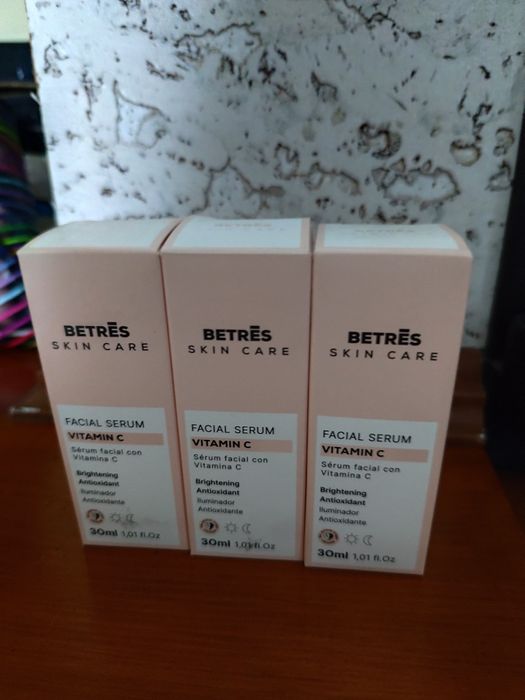 BETRĒS
SKIN CARE
FACIAL SERUM
VITAMIN C
Sérum facial con
Vitamina C
Brightening
Antioxidant
Iluminador
Antioxidante
30ml 1,01 fl.Oz
BETRĒS
SKIN CARE
FACIAL SERUM
VITAMIN C
Sérum facial con
Vitamina C
Brightening
Antioxidant
Iluminador
Antioxidante
30ml 1,01 fl.Oz
BETRĒS
SKIN CARE
FACIAL SERUM
VITAMIN C
Sérum facial con
Vitamina C
Brightening
Antioxidant
Iluminador
Antioxidante
30ml 1,01 fl.Oz